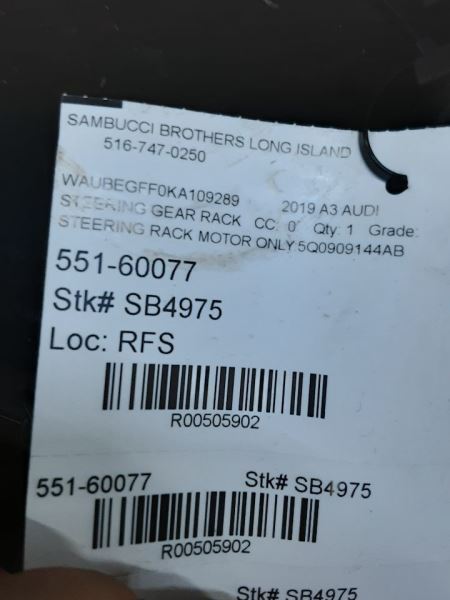 SAMBUCCI BROTHERS LONG ISLAND
516-747-0250
WAUBEGFF0KA109289 2019 A3 AUDI
STEERING GEAR RACK CC: 0 Qty: 1 Grade:
STEERING RACK MOTOR ONLY 5Q0909144AB
551-60077
Stk# SB4975
Loc: RFS
R00505902
551-60077 Stk# SB4975
R00505902
Stk# SB4975